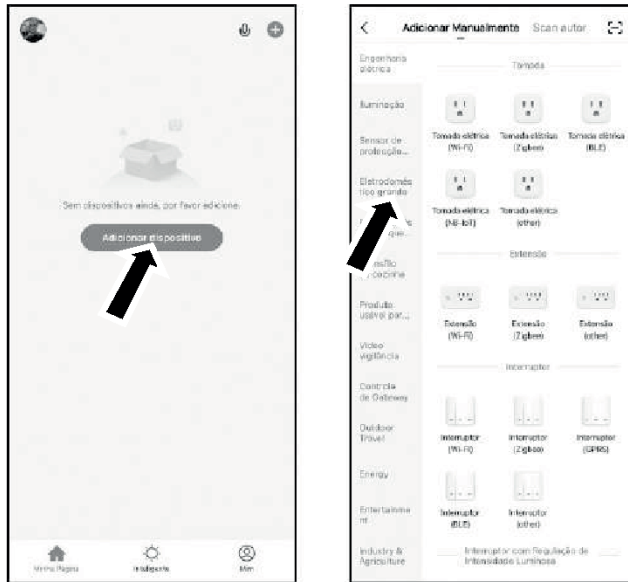 Sem dispositivos ainda, por favor adicione.
Adicionar dispositivo
Minha Página
Inteligente
Mim
Adicionar Manualmente Scan autor
Engenharia
elétrica
Iluminação
Sensor de
protecção...
Eletrodomés
tico grande
que...
cozinha
Produto
usável par...
Vídeo
vigilância
Controle
de Gateway
Outdoor
Travel
Energy
Entertainme
nt
Industry &
Agriculture
Tomada
Tomada elétrica Tomada elétrica Tomada elétrica
(Wi-Fi) (Zigbee) (BLE)
Tomada elétrica Tomada elétrica
(NB-IoT) (other)
Extensão
Extensão Extensão Extensão
(Wi-Fi) (Zigbee) (other)
Interruptor
Interruptor Interruptor Interruptor
(Wi-Fi) (Zigbee) (GPRS)
Interruptor Interruptor
(BLE) (other)
Interruptor com Regulação de
Intensidade Luminosa